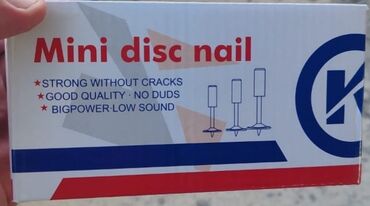 Mini disc nail
★STRONG WITHOUT CRACKS
★GOOD QUALITY · NO DUDS
★BIGPOWER·LOW SOUND
K